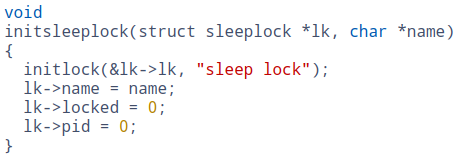 void
initsleeplock(struct sleeplock *lk, char *name)
{
  initlock(&lk->lk, "sleep lock");
  lk->name = name;
  lk->locked = 0;
  lk->pid = 0;
}